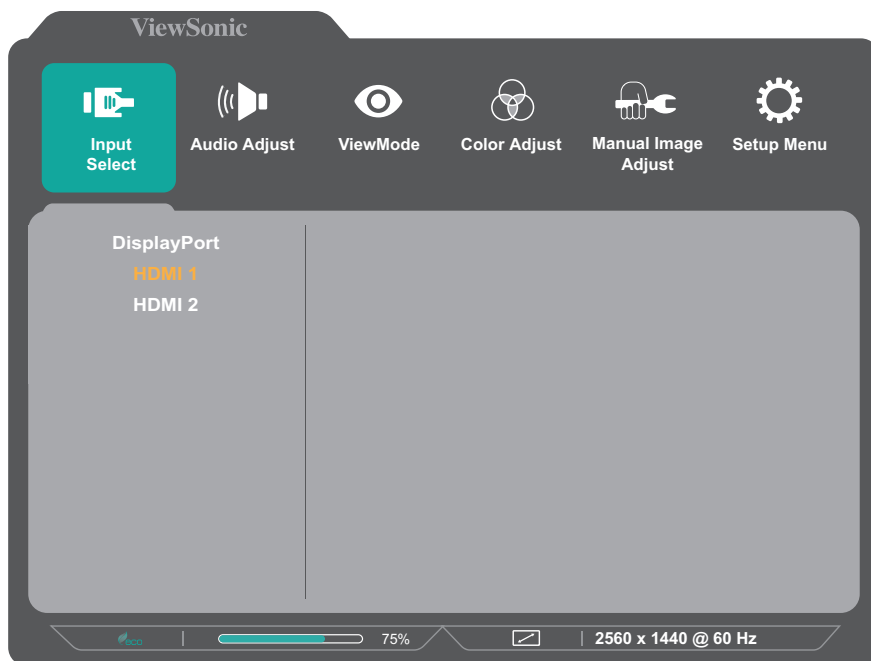 ViewSonic
Input
Select
Audio Adjust
ViewMode
Color Adjust
Manual Image
Adjust
Setup Menu
DisplayPort
HDMI 1
HDMI 2
eco
75%
2560 x 1440 @ 60 Hz